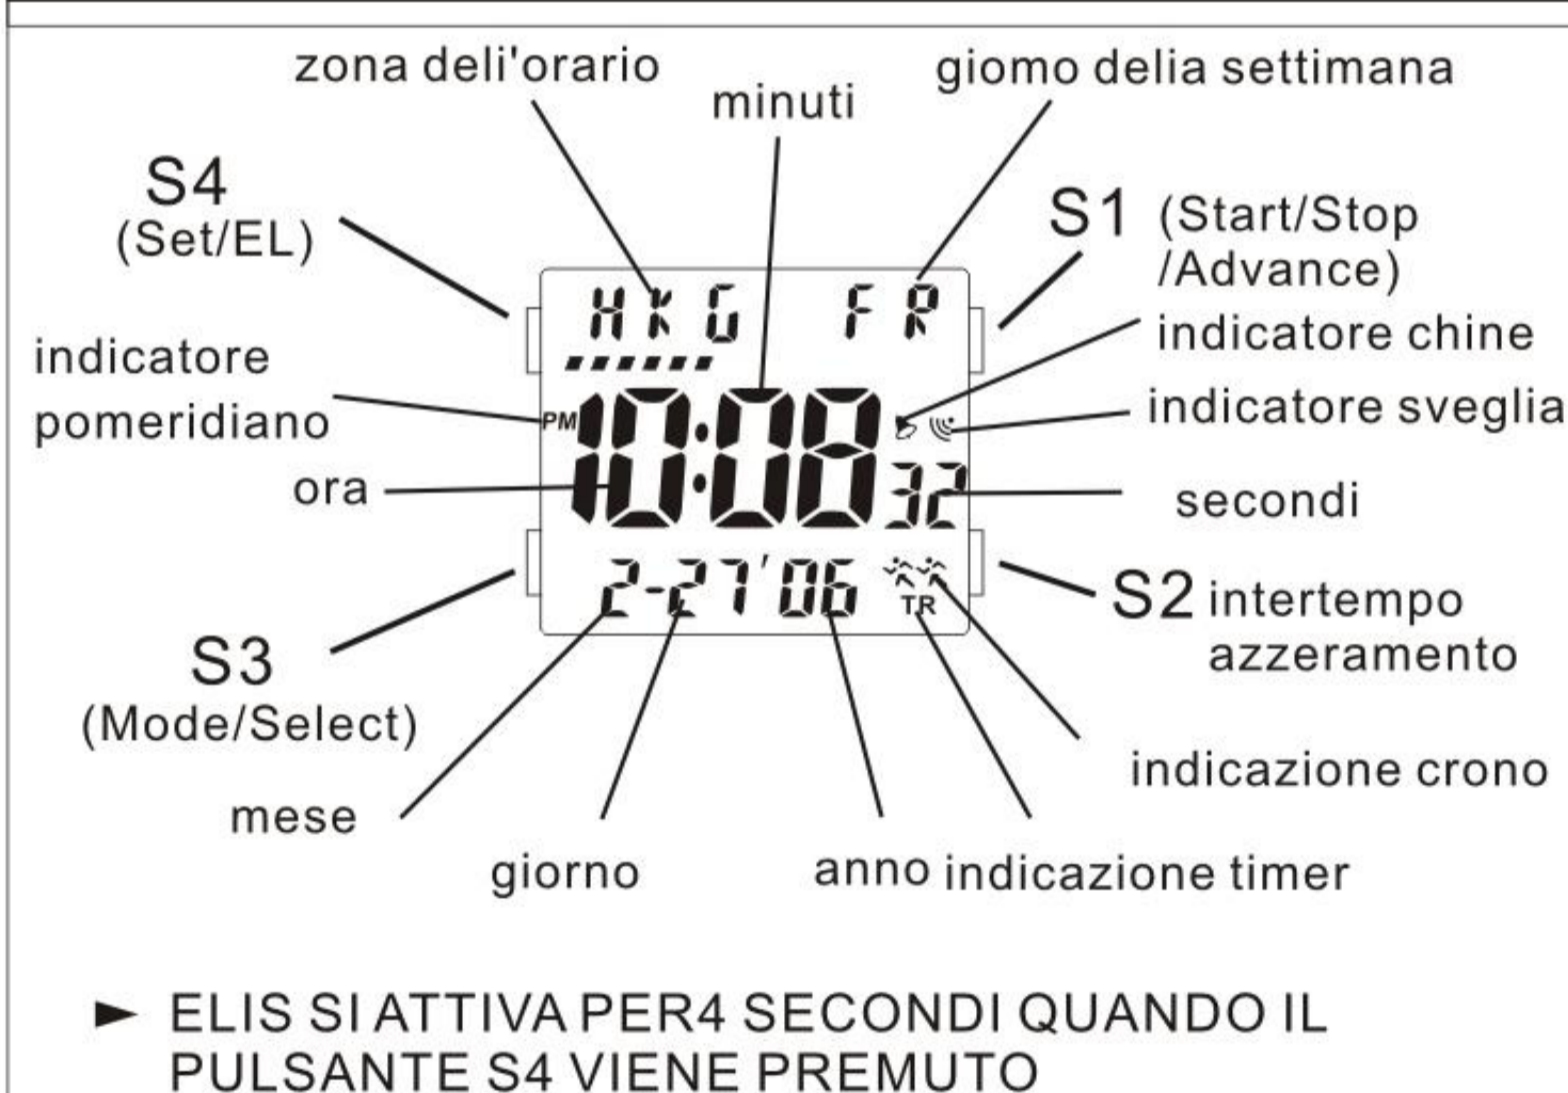 zona deli'orario
minuti
giomo delia settimana
S4
(Set/EL)
S1 (Start/Stop
/Advance)
HKG FR
indicatore
pomeridiano
indicatore chine
indicatore sveglia
PM 10:08
32
ora
secondi
2-27'06
TR
S2 intertempo
azzeramento
S3
(Mode/Select)
indicazione crono
mese
giorno
anno indicazione timer
► ELIS SI ATTIVA PER4 SECONDI QUANDO IL
PULSANTE S4 VIENE PREMUTO